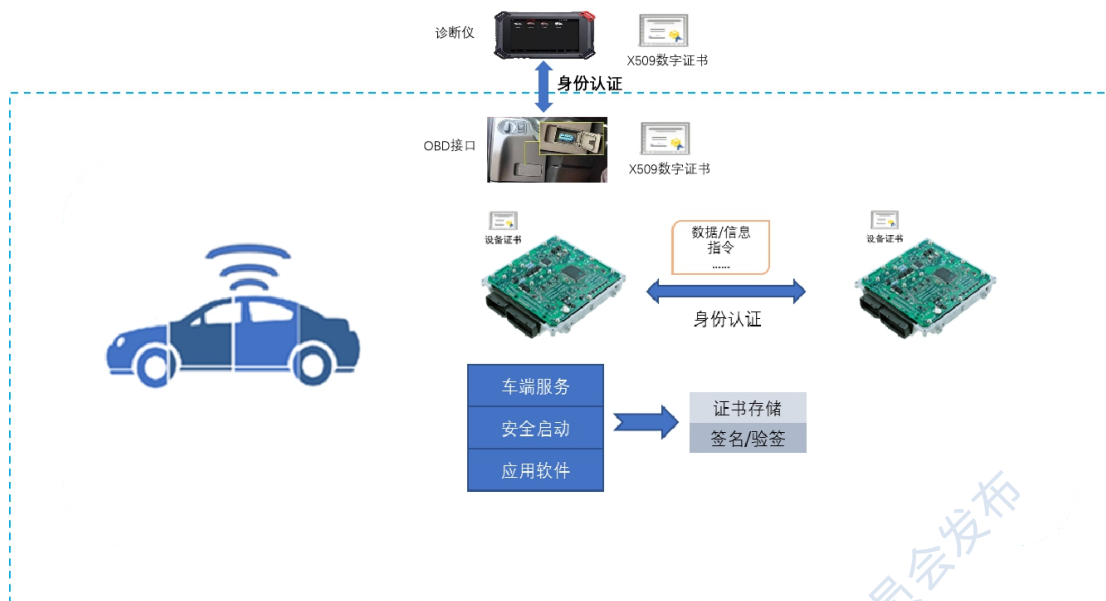 诊断仪
X509数字证书
身份认证
OBD接口
X509数字证书
设备证书
数据/信息
指令
......
设备证书
身份认证
车端服务
安全启动
应用软件
证书存储
签名/验签
员会发布